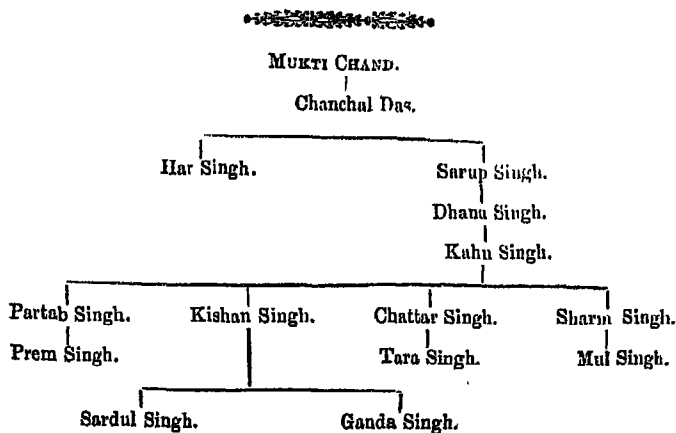 MUKTI CHAND.
Chanchal Das.
Har Singh. Sarup Singh.
Dhana Singh.
Kahn Singh.
Partab Singh. Kishan Singh. Chattar Singh. Sharm Singh.
Prem Singh. Tara Singh. Mul Singh.
Sardul Singh. Ganda Singh.